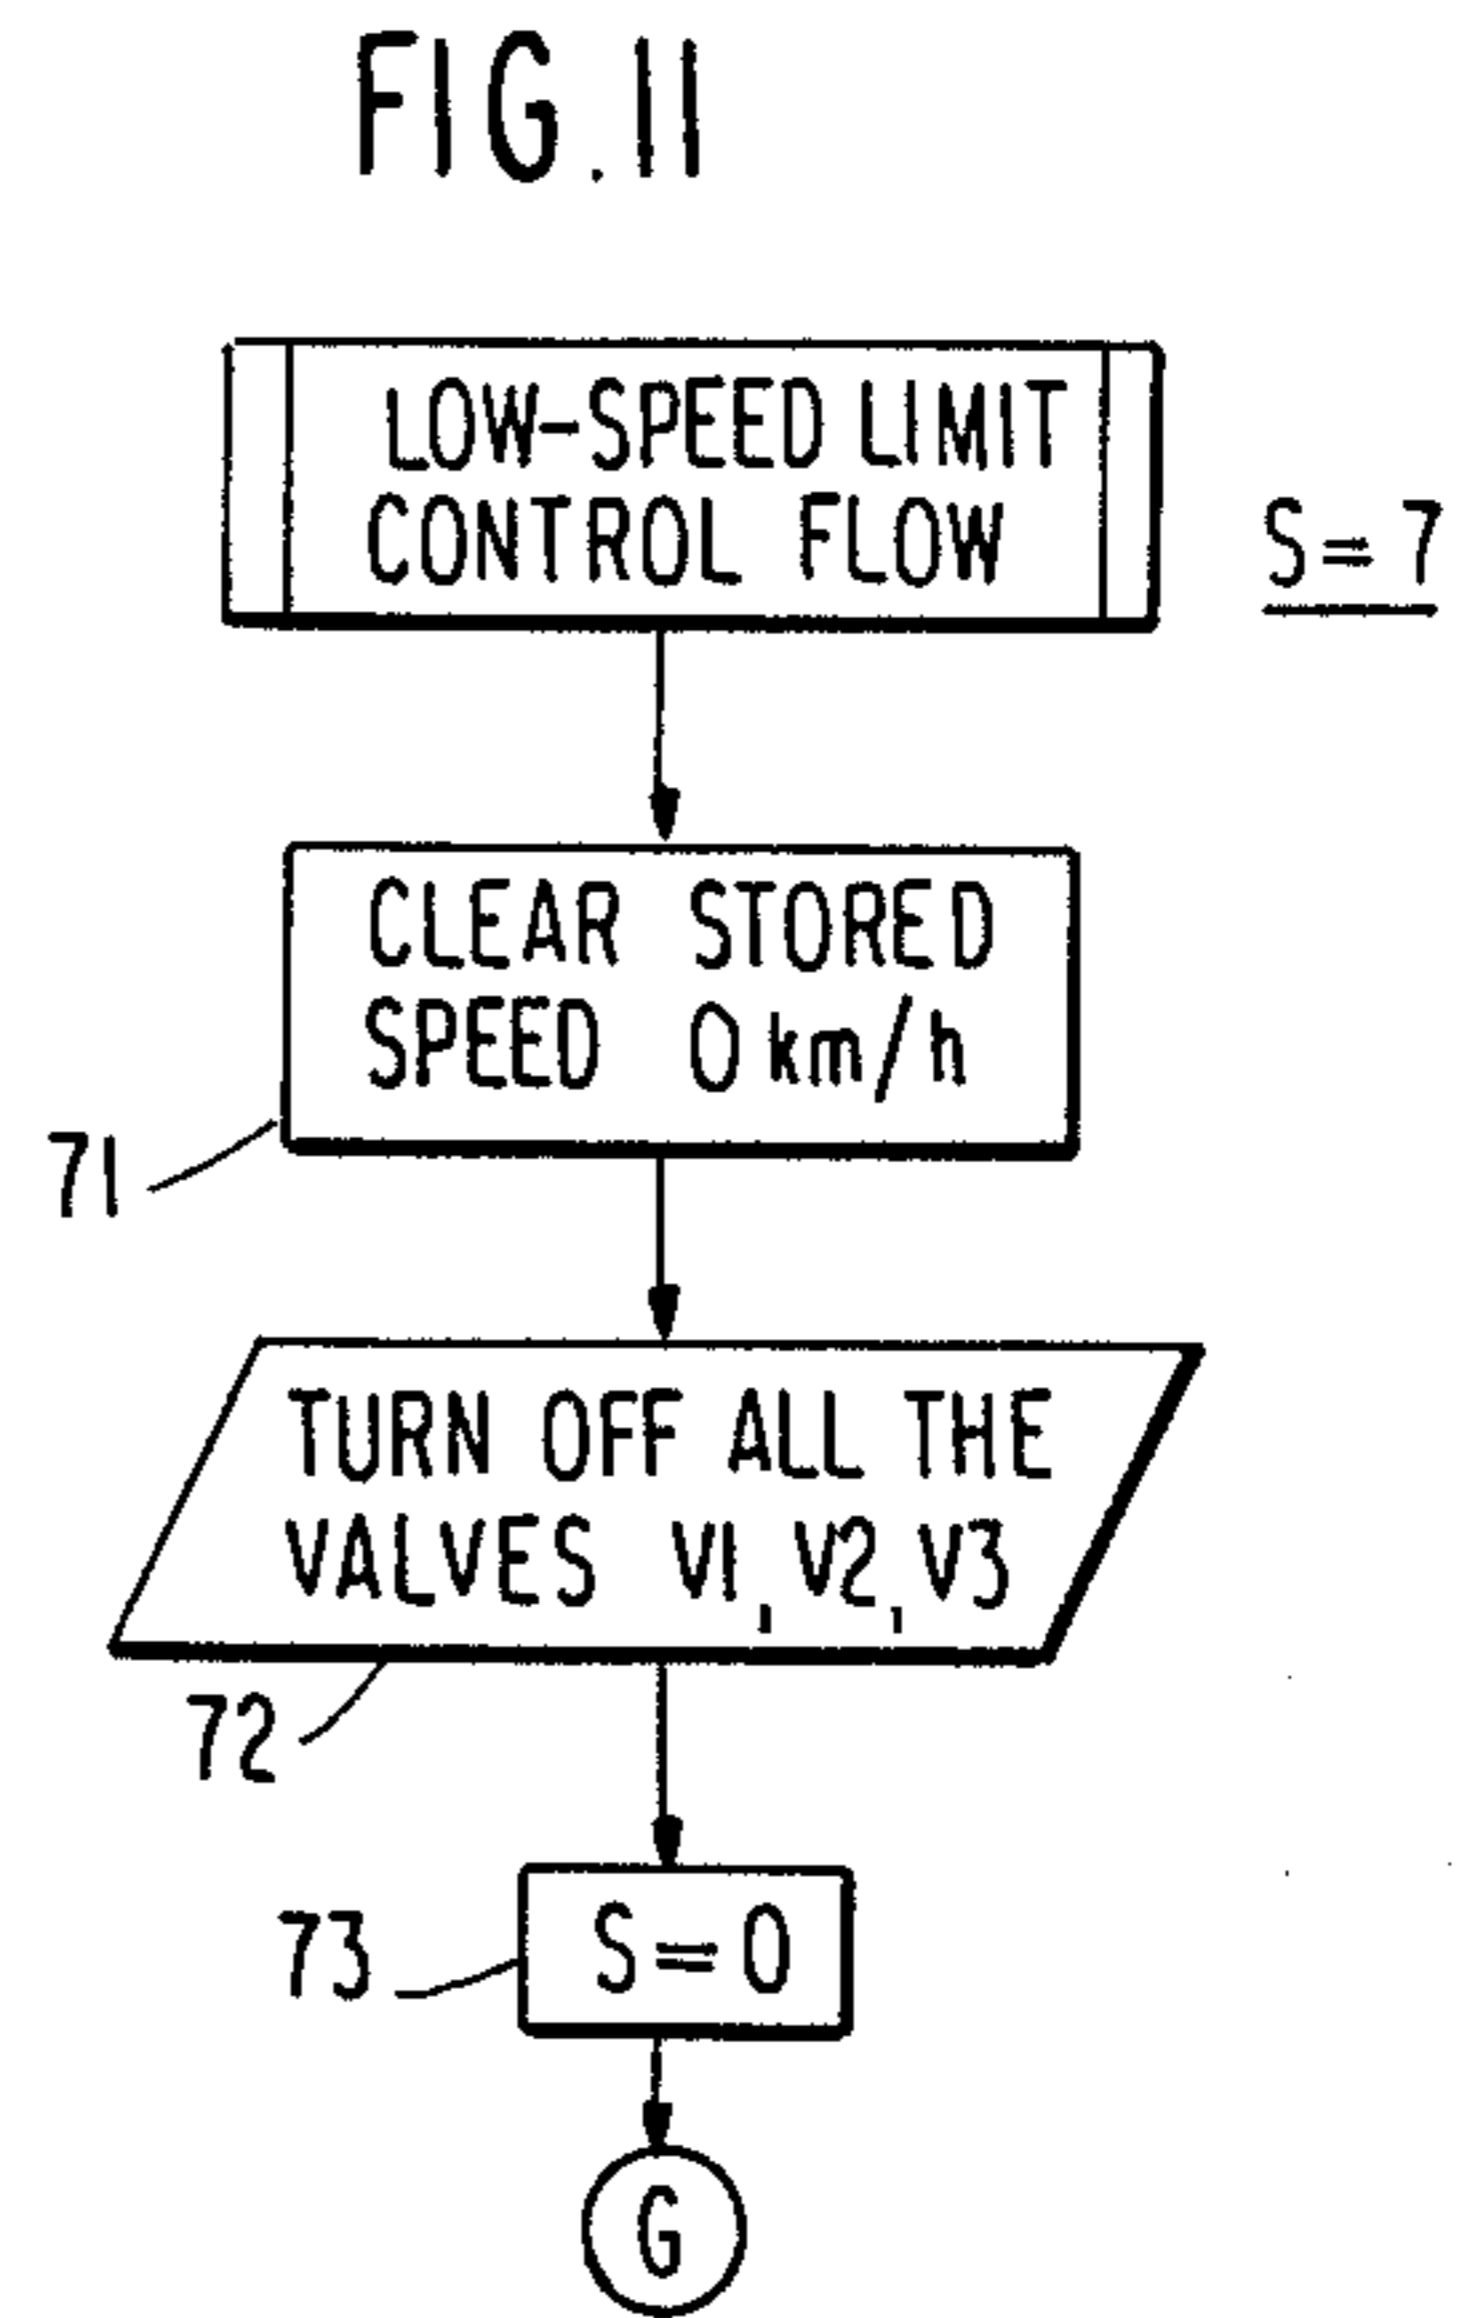 FIG. 11
LOW-SPEED LIMIT
CONTROL FLOW
S = 7
CLEAR STORED
SPEED 0 km/h
71
TURN OFF ALL THE
VALVES V1, V2, V3
72
S = 0
73
G